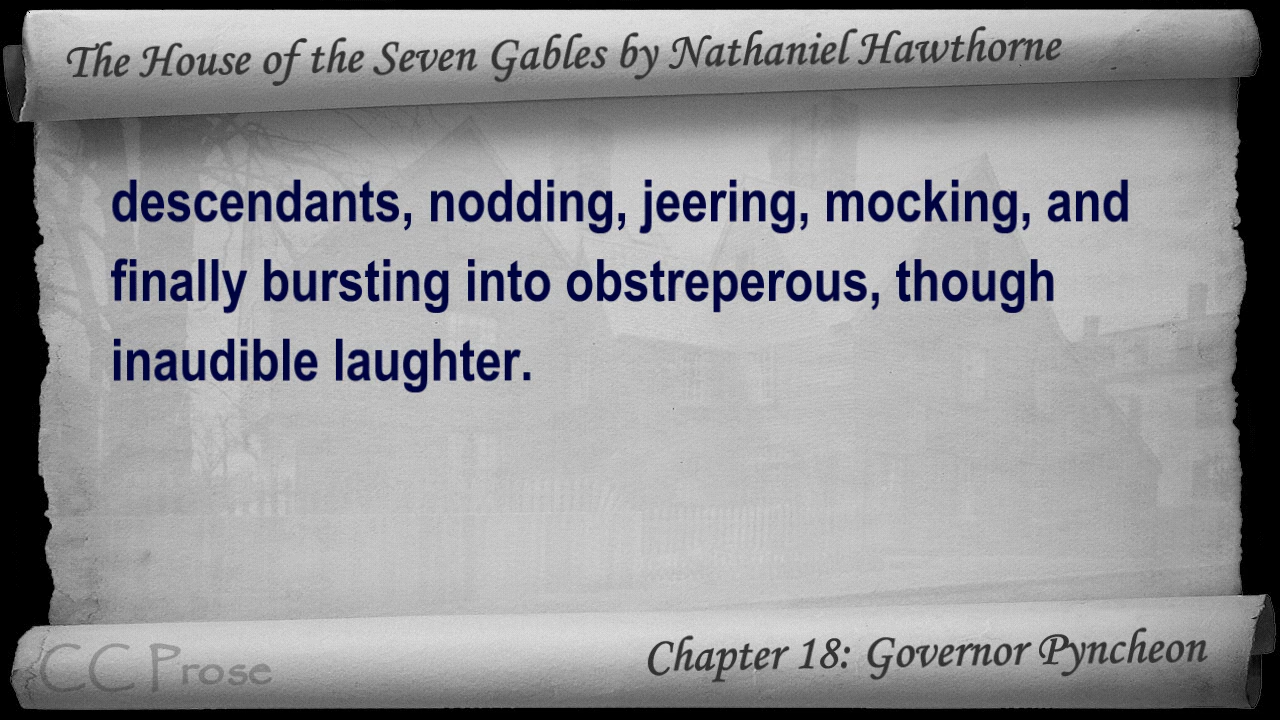 The House of the Seven Gables by Nathaniel Hawthorne
descendants, nodding, jeering, mocking, and
finally bursting into obstreperous, though
inaudible laughter.
CC Prose
Chapter 18: Governor Pyncheon